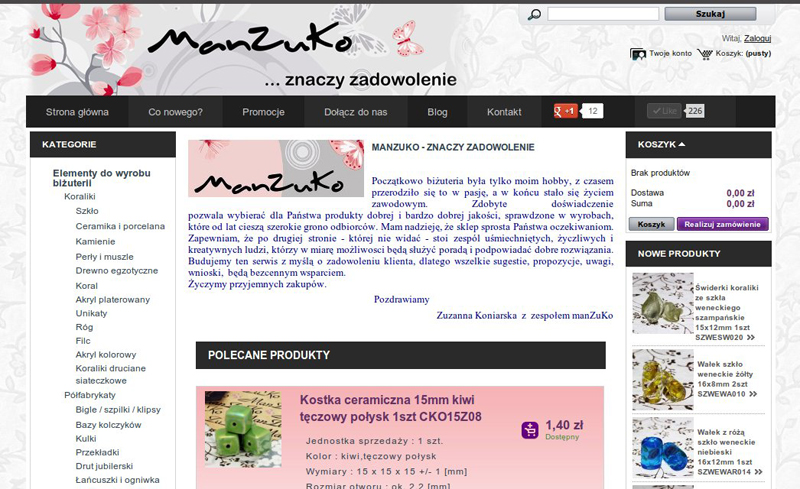 ManZuKo
... znaczy zadowolenie
Szukaj
Witaj, Zaloguj
Twoje konto
Koszyk: (pusty)
Strona główna
Co nowego?
Promocje
Dołącz do nas
Blog
Kontakt
g +1
12
Like
226
KATEGORIE
Elementy do wyrobu
biżuterii
Koraliki
Szkło
Ceramika i porcelana
Kamienie
Perły i muszle
Drewno egzotyczne
Koral
Akryl platerowany
Unikaty
Róg
Filc
Akryl kolorowy
Koraliki druciane
siateczkowe
Półfabrykaty
Bigle / szpilki / klipsy
Bazy kolczyków
Kulki
Przekładki
Drut jubilerski
Łańcuszki i ogniwka
ManZuKo
MANZUKO - ZNACZY ZADOWOLENIE
Początkowo biżuteria była tylko moim hobby, z czasem
przerodziło się to w pasję, a w końcu stało się życiem
zawodowym. Zdobyte doświadczenie
pozwala wybierać dla Państwa produkty dobrej i bardzo dobrej jakości, sprawdzone w wyrobach,
które od lat cieszą szerokie grono odbiorców. Mam nadzieję, że sklep sprosta Państwa oczekiwaniom.
Zapewniam, że po drugiej stronie - której nie widać - stoi zespół uśmiechniętych, życzliwych i
kreatywnych ludzi, którzy w miarę możliwości będą służyć poradą i podpowiadać dobre rozwiązania.
Budujemy ten serwis z myślą o zadowoleniu klienta, dlatego wszelkie sugestie, propozycje, uwagi,
wnioski, będą bezcennym wsparciem.
Życzymy przyjemnych zakupów.
Pozdrawiamy
Zuzanna Koniarska z zespołem manZuKo
POLECANE PRODUKTY
Kostka ceramiczna 15mm kiwi
tęczowy połysk 1szt CKO15Z08
Jednostka sprzedaży : 1 szt.
Kolor : kiwi,tęczowy połysk
Wymiary : 15 x 15 x 15 +/- 1 [mm]
Rozmiar otworu : ok. 2,2 [mm]
1,40 zł
Dostępny
KOSZYK
Brak produktów
Dostawa 0,00 zł
Suma 0,00 zł
Koszyk
Realizuj zamówienie
NOWE PRODUKTY
Świderki koraliki
ze szkła
weneckiego
szampańskie
15x12mm 1szt
SZWESW020 >>
Wałek szkło
weneckie żółty
16x8mm 2szt
SZWEWA010 >>
Wałek z różą
szkło weneckie
niebieski
16x12mm 1szt
SZWEWAR014 >>